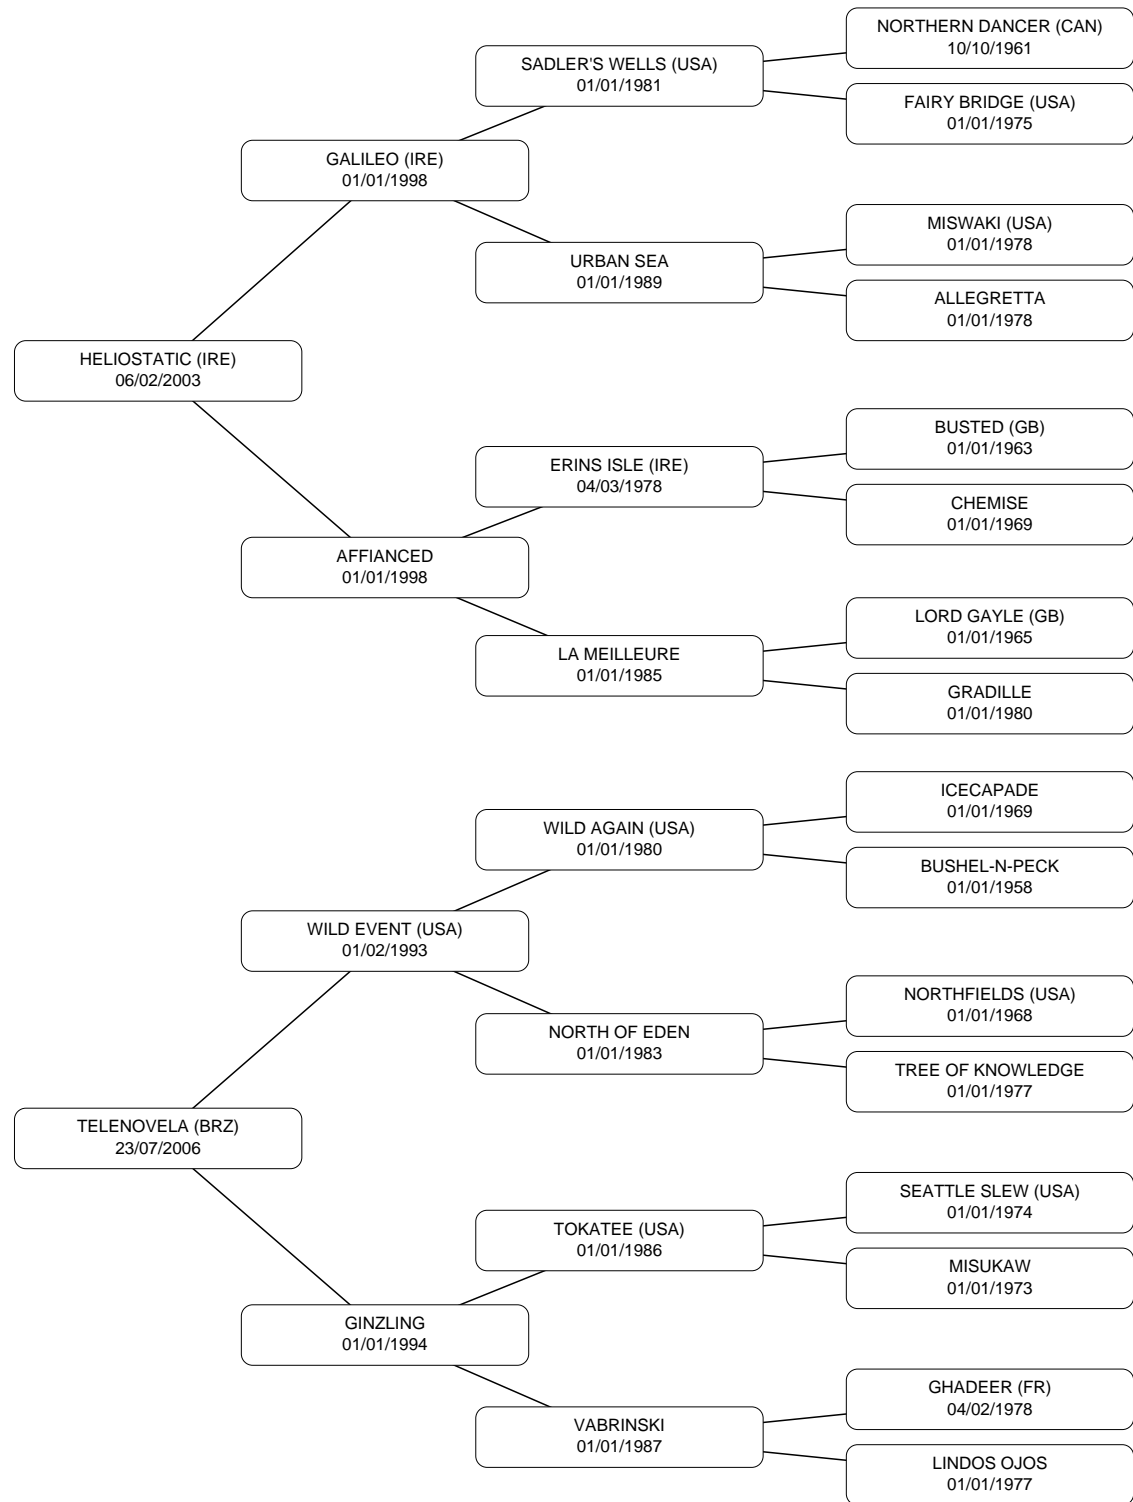 NORTHERN DANCER (CAN)
10/10/1961
SADLER'S WELLS (USA)
01/01/1981
FAIRY BRIDGE (USA)
01/01/1975
GALILEO (IRE)
01/01/1998
MISWAKI (USA)
01/01/1978
URBAN SEA
01/01/1989
ALLEGRETTA
01/01/1978
HELIOSTATIC (IRE)
06/02/2003
BUSTED (GB)
01/01/1963
ERINS ISLE (IRE)
04/03/1978
CHEMISE
01/01/1969
AFFIANCED
01/01/1998
LORD GAYLE (GB)
01/01/1965
LA MEILLEURE
01/01/1985
GRADILLE
01/01/1980
ICECAPADE
01/01/1969
WILD AGAIN (USA)
01/01/1980
BUSHEL-N-PECK
01/01/1958
WILD EVENT (USA)
01/02/1993
NORTHFIELDS (USA)
01/01/1968
NORTH OF EDEN
01/01/1983
TREE OF KNOWLEDGE
01/01/1977
TELENOVELA (BRZ)
23/07/2006
SEATTLE SLEW (USA)
01/01/1974
TOKATEE (USA)
01/01/1986
MISUKAW
01/01/1973
GINZLING
01/01/1994
GHADEER (FR)
04/02/1978
VABRINSKI
01/01/1987
LINDOS OJOS
01/01/1977